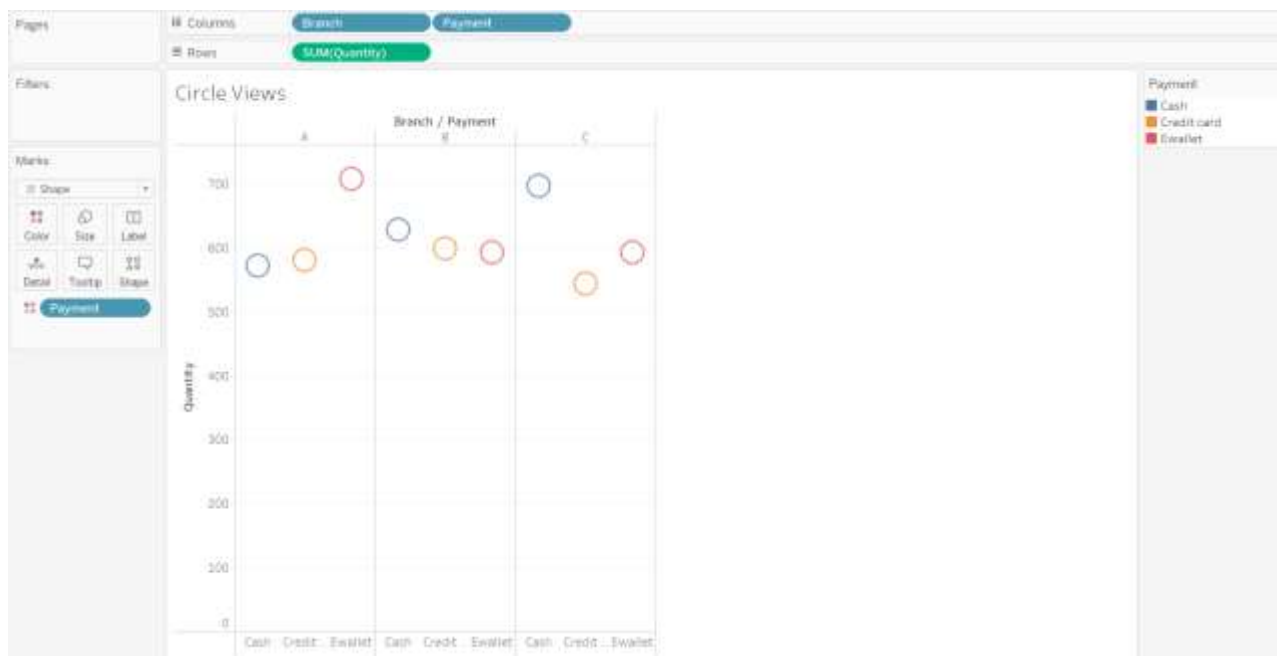 Pages
Columns
Branch
Payment
Rows
SUM(Quantity)
Filters
Circle Views
Payment
Cash
Credit card
Ewallet
Branch / Payment
A
B
C
Marks
Shape
Color
Size
Label
Detail
Tooltip
Shape
Payment
Quantity
700
600
500
400
300
200
100
0
Cash
Credit ..
Ewallet
Cash
Credit ..
Ewallet
Cash
Credit ..
Ewallet